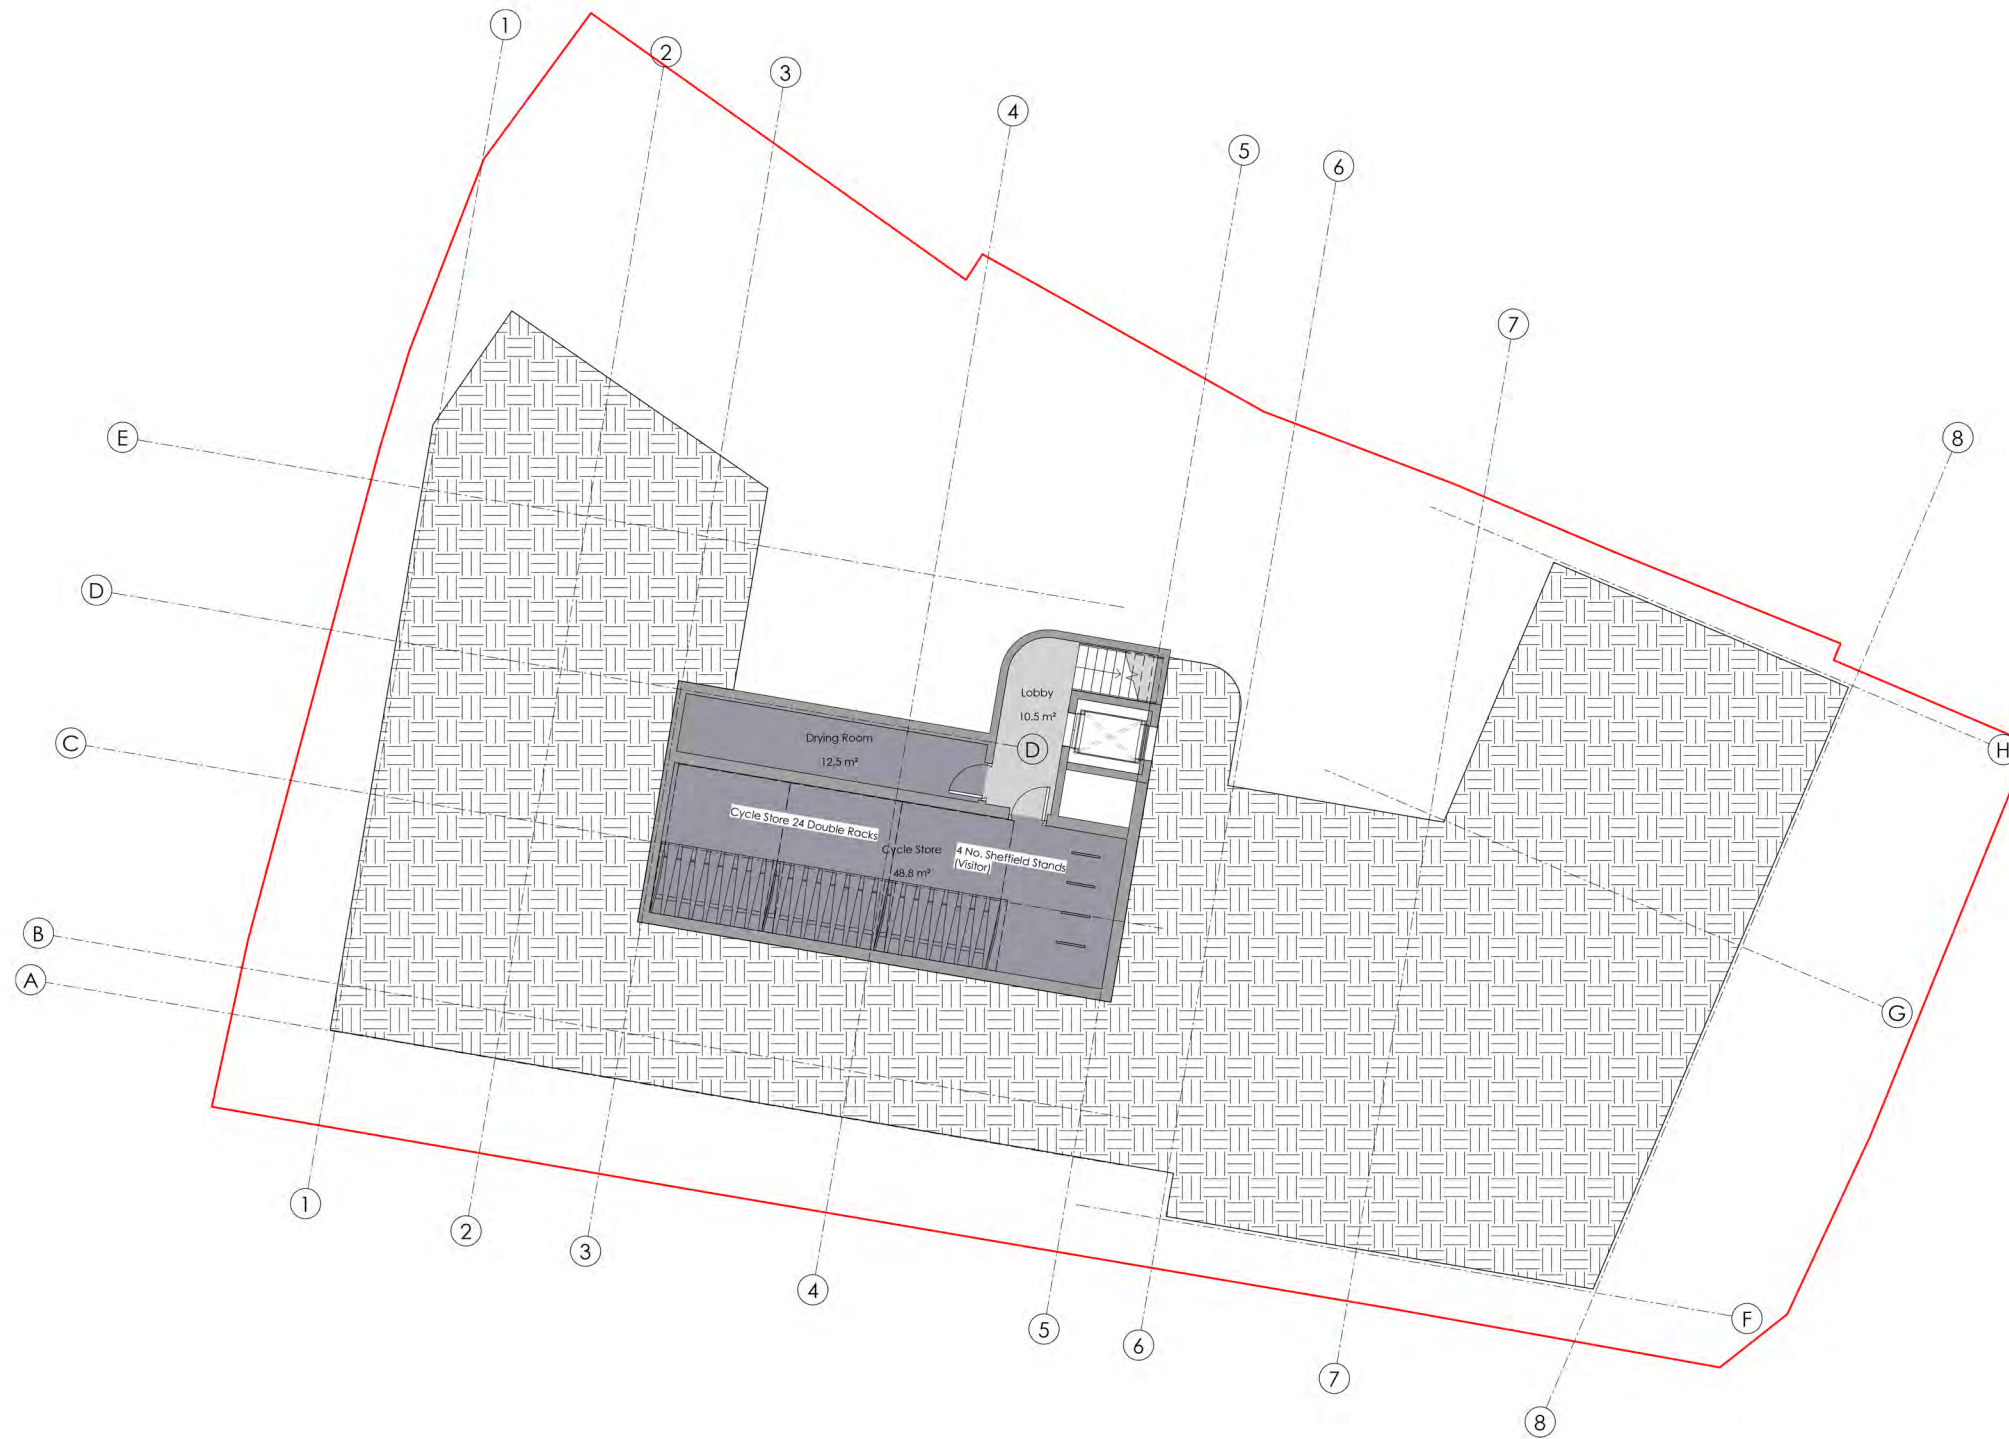 1
2
3
4
5
6
7
8
E
D
C
B
A
Lobby
10.5 m²
D
Drying Room
12.5 m²
Cycle Store 24 Double Racks
Cycle Store
48.8 m²
4 No. Sheffield Stands
(Visitor)
H
G
F
1
2
3
4
5
6
7
8